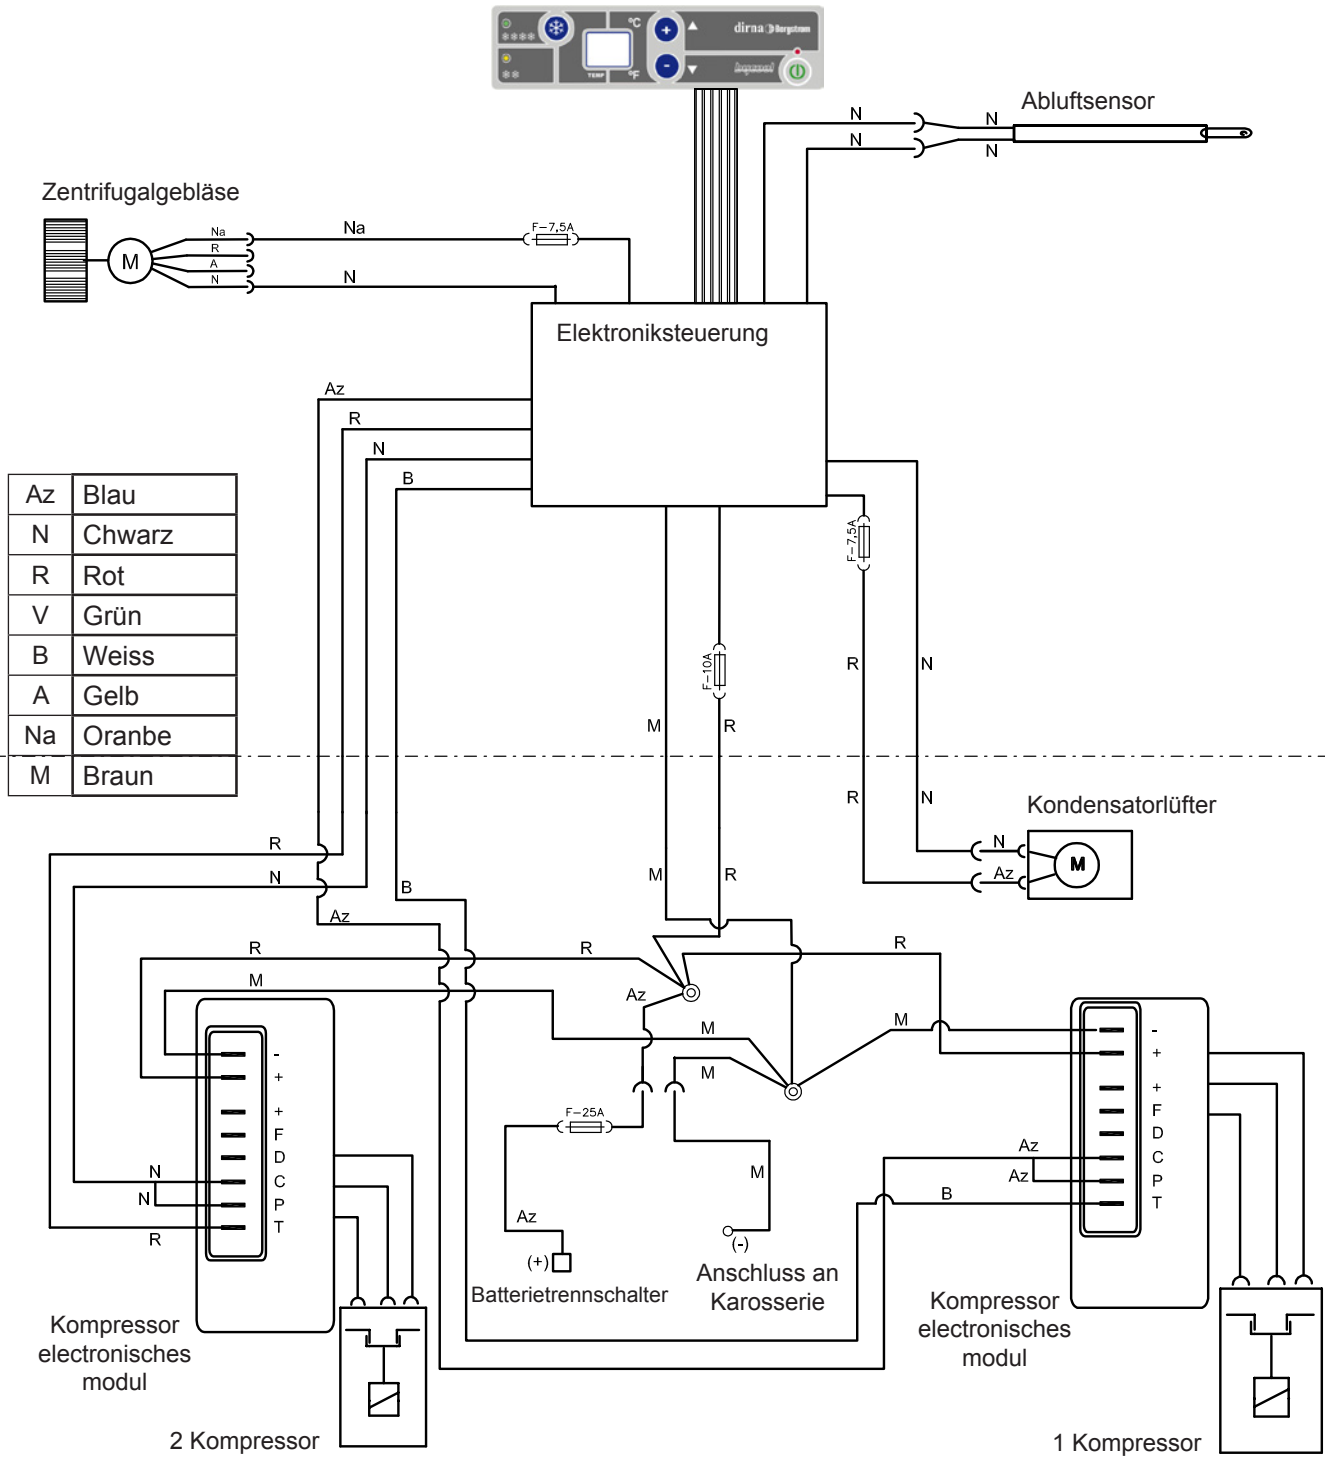 °C
+
dirna Bergstrom
TEMP
°F
-
bycool
Abluftsensor
N
N
N
N
Zentrifugalgebläse
Na
R
A
N
M
Na
N
F-7,5A
Elektroniksteuerung
Az
R
N
B
Az Blau
N Chwarz
R Rot
V Grün
B Weiss
A Gelb
Na Oranbe
M Braun
F-7,5A
F-10A
R
N
M
R
R
N
Kondensatorlüfter
N
Az
M
R
N
B
Az
M
R
R
R
R
M
Az
M
M
M
F-25A
-
+
+
F
D
C
P
T
N
N
R
-
+
+
F
D
C
P
T
Az
Az
B
M
Az
(+)
Batterietrennschalter
(-)
Anschluss an
Karosserie
Kompressor
electronisches
modul
Kompressor
electronisches
modul
2 Kompressor
1 Kompressor